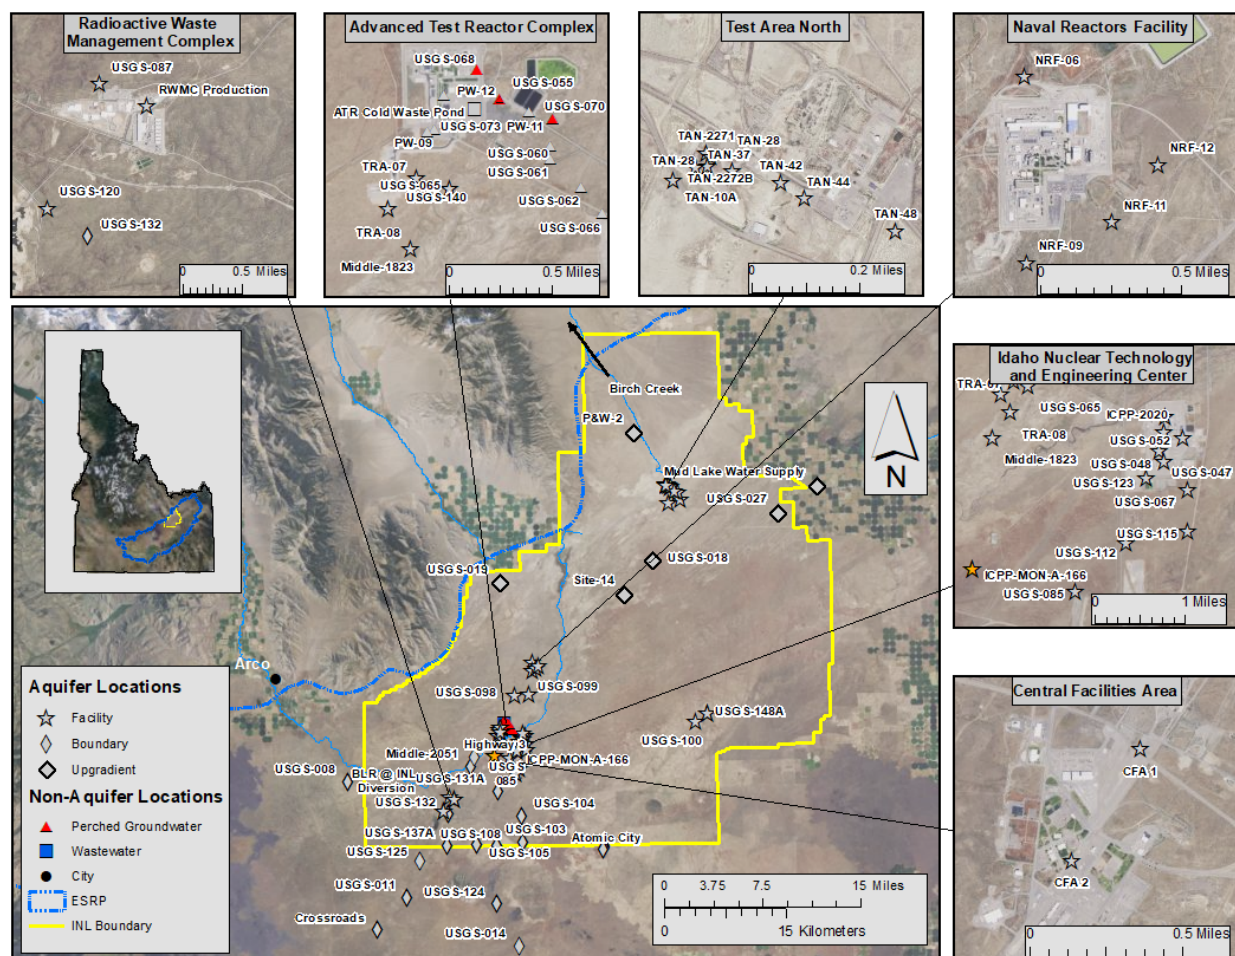 Radioactive Waste
Management Complex
USGS-087
RWMC Production
USGS-120
USGS-132
0 0.5 Miles
Advanced Test Reactor Complex
USGS-068
PW-12
USGS-055
USGS-070
ATR Cold Waste Pond
USGS-073
PW-11
PW-09
USGS-060
TRA-07
USGS-061
USGS-065
USGS-140
USGS-062
TRA-08
USGS-066
Middle-1823
0 0.5 Miles
Test Area North
TAN-2271
TAN-28
TAN-37
TAN-28
TAN-42
TAN-2272B
TAN-44
TAN-10A
TAN-48
0 0.2 Miles
Naval Reactors Facility
NRF-06
NRF-12
NRF-11
NRF-09
0 0.5 Miles
Birch Creek
P&W-2
Mud Lake Water Supply
USGS-027
USGS-018
USGS-019
Site-14
Arco
USGS-098
USGS-099
USGS-148A
USGS-100
Highway 3
Middle-2051
ICPP-MON-A-166
USGS-008
BLR @ INL
Diversion
USGS-131A
USGS
085
USGS-132
USGS-104
USGS-137A
USGS-108
USGS-103
Atomic City
USGS-125
USGS-105
USGS-011
USGS-124
Crossroads
USGS-014
N
Aquifer Locations
Facility
Boundary
Upgradient
Non-Aquifer Locations
Perched Groundwater
Wastewater
City
ESRP
INL Boundary
0 3.75 7.5 15 Miles
0 15 Kilometers
Idaho Nuclear Technology
and Engineering Center
TRA-07
USGS-065
ICPP-2020
TRA-08
USGS-052
Middle-1823
USGS-048
USGS-047
USGS-123
USGS-067
USGS-115
USGS-112
ICPP-MON-A-166
USGS-085
0 1 Miles
Central Facilities Area
CFA 1
CFA 2
0 0.5 Miles